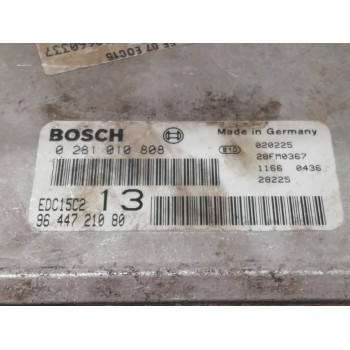 BOSCH
0 281 010 808
EDC15C2 13
96 447 210 80
Made in Germany
020225
28FM0367
1166 0436
28225